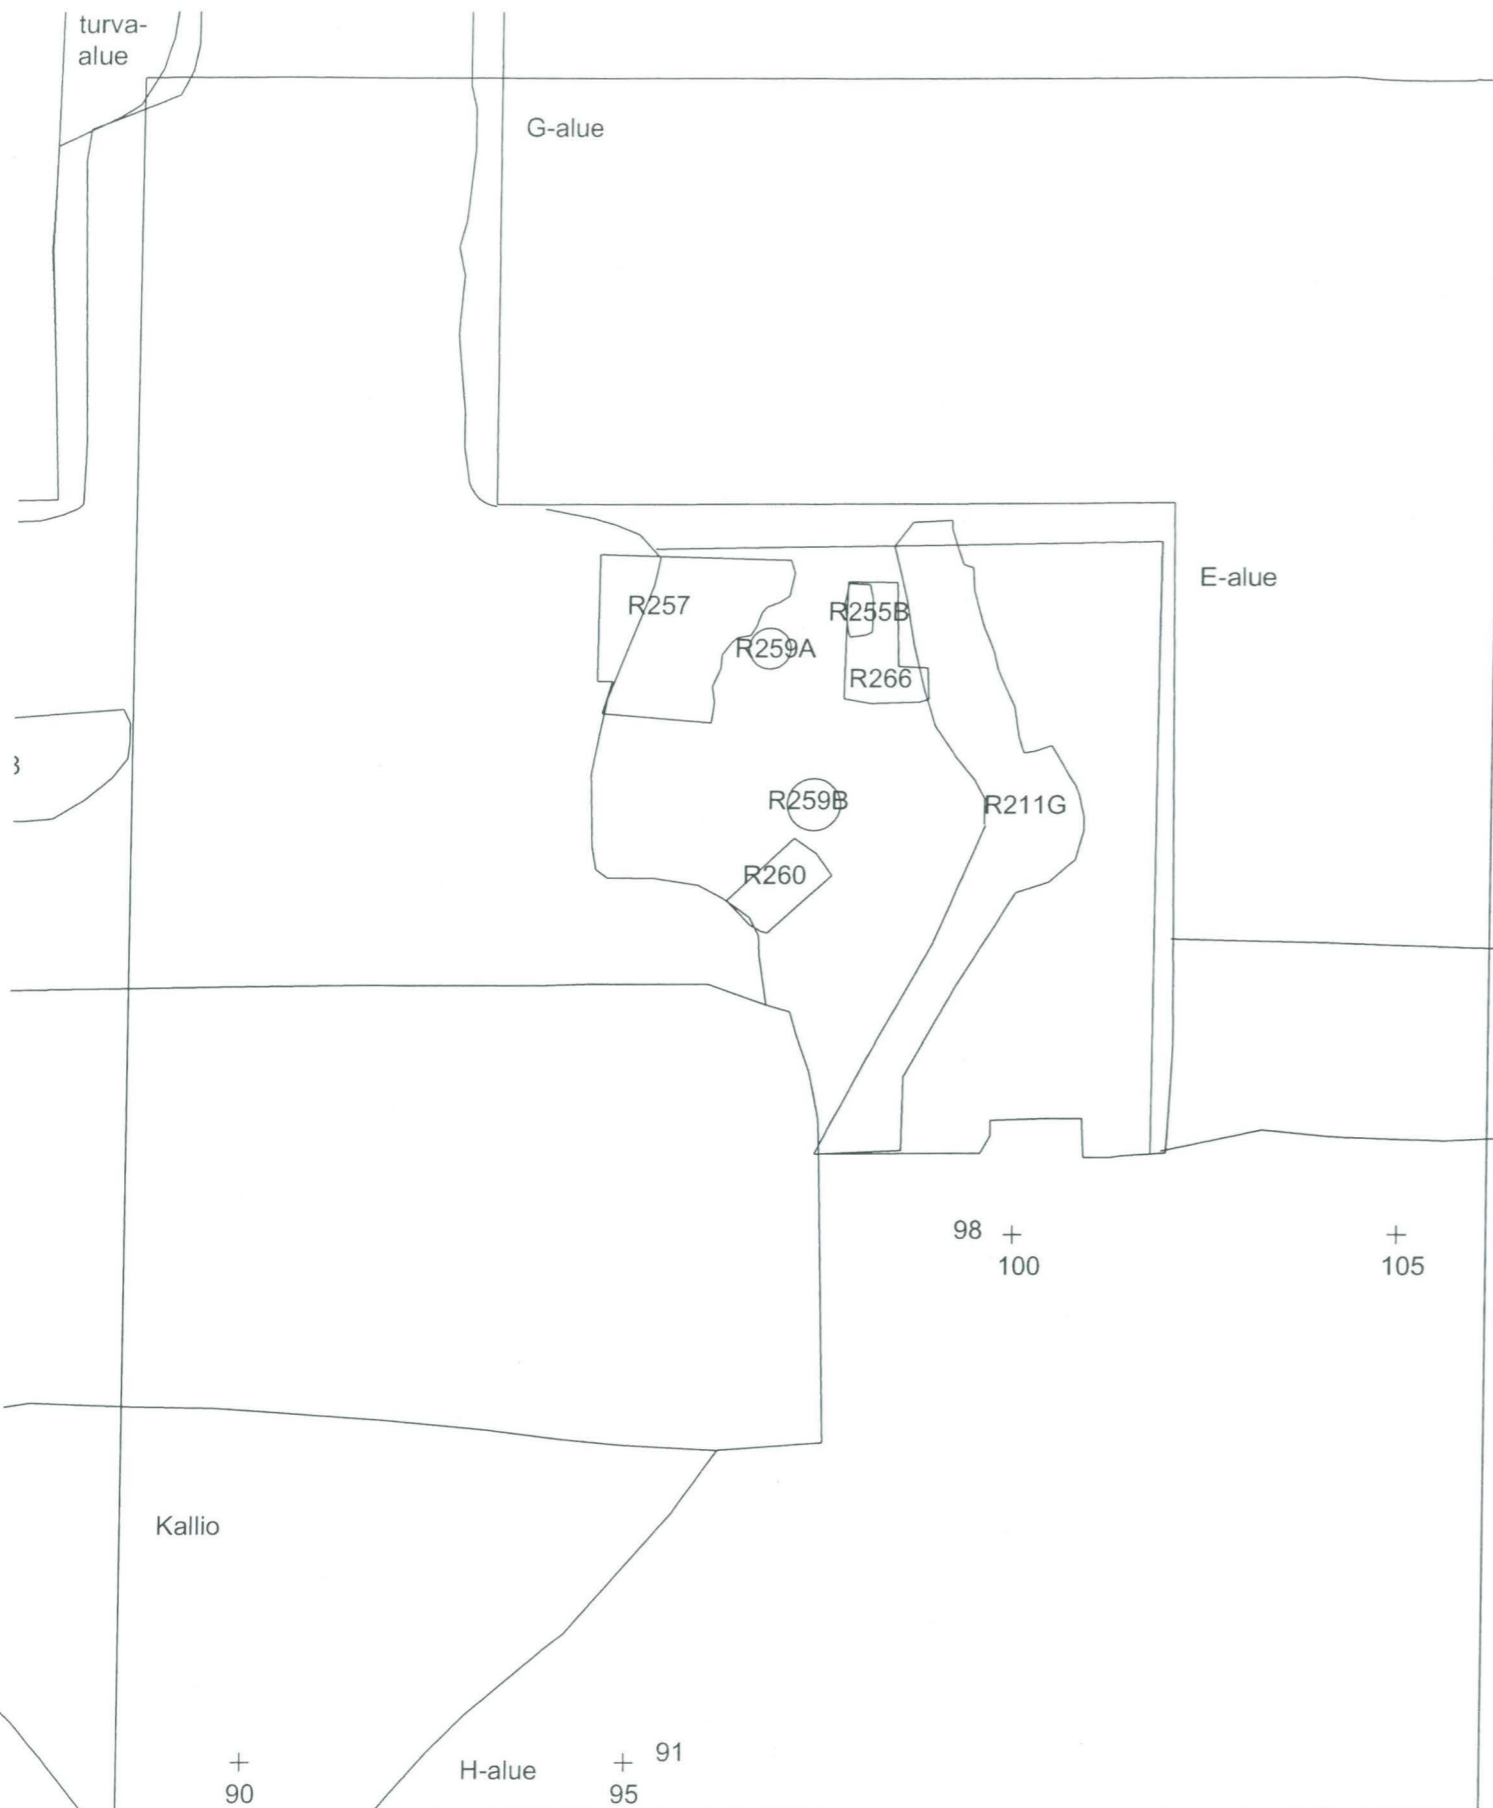 turva-
alue
G-alue
E-alue
R257
R255B
R259A
R266
R259B
R211G
R260
98
100
105
Kallio
91
H-alue
90
95